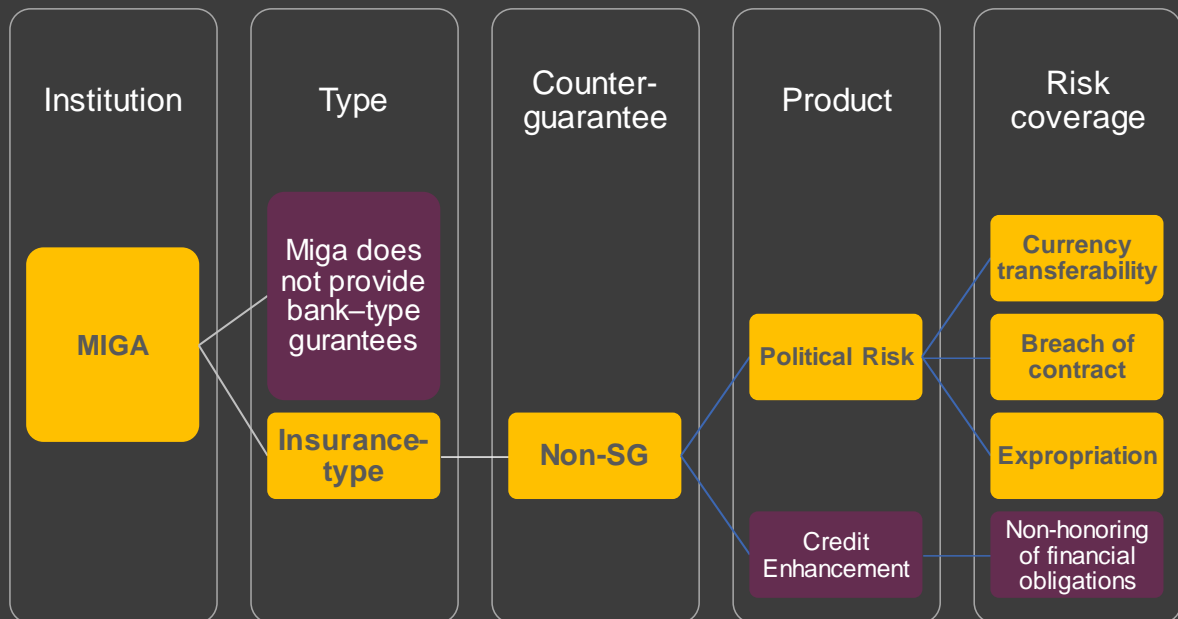 Institution
Type
Counter-
guarantee
Product
Risk
coverage
MIGA
Miga does
not provide
bank–type
gurantees
Insurance-
type
Non-SG
Political Risk
Credit
Enhancement
Currency
transferability
Breach of
contract
Expropriation
Non-honoring
of financial
obligations